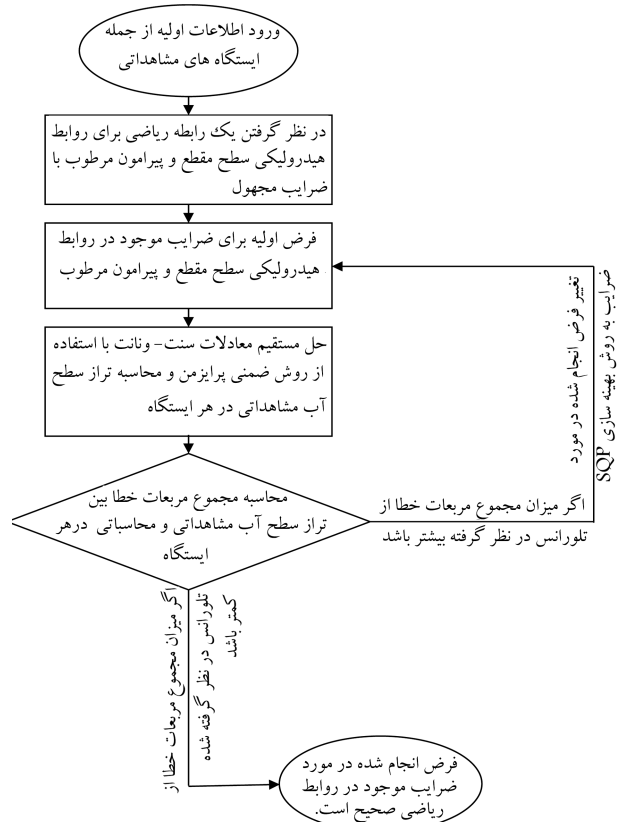 ورود اطلاعات اولیه از جمله
ایستگاه های مشاهداتی
در نظر گرفتن یک رابطه ریاضی برای روابط
هیدرولیکی سطح مقطع و پیرامون مرطوب با
ضرایب مجهول
فرض اولیه برای ضرایب موجود در روابط
هیدرولیکی سطح مقطع و پیرامون مرطوب
حل مستقیم معادلات سنت- ونانت با استفاده
از روش ضمنی پرایزمن و محاسبه تراز سطح
آب مشاهداتی در هر ایستگاه
محاسبه مجموع مربعات خطا بین
تراز سطح آب مشاهداتی و محاسباتی درهر
ایستگاه
اگر میزان مجموع مربعات خطا از
تلورانس در نظر گرفته بیشتر باشد
تغییر فرض انجام شده در مورد
ضرایب به روش بهینه سازی SQP
اگر میزان مجموع مربعات خطا از
تلورانس در نظر گرفته شده
کمتر باشد
فرض انجام شده در مورد
ضرایب موجود در روابط
ریاضی صحیح است.